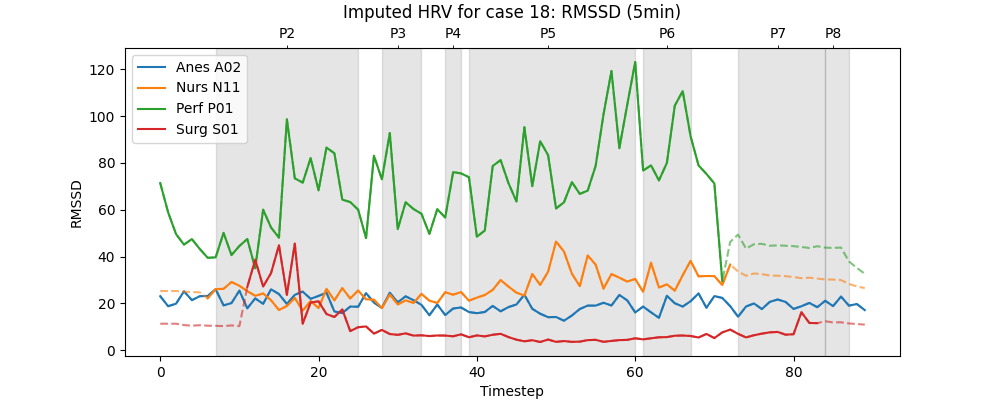 Imputed HRV for case 18: RMSSD (5min)
P2 P3 P4 P5 P6 P7 P8
Anes A02
Nurs N11
Perf P01
Surg S01
120
100
80
60
40
20
0
RMSSD
0 20 40 60 80
Timestep